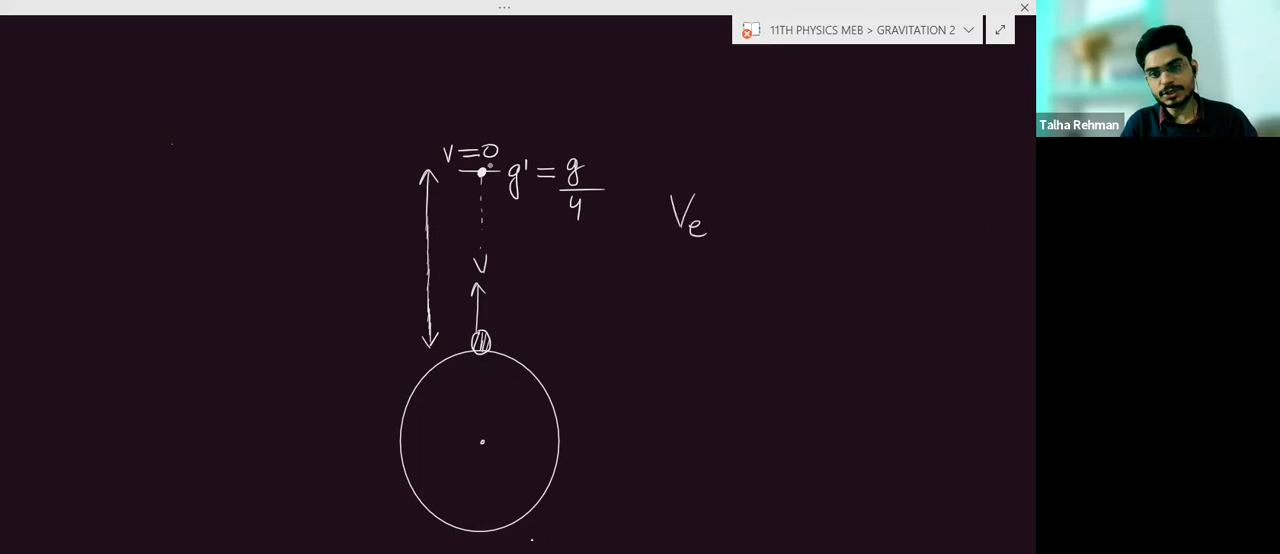 ...
11TH PHYSICS MEB > GRAVITATION 2
Talha Rehman
v=0
g' = g/4
Ve
v